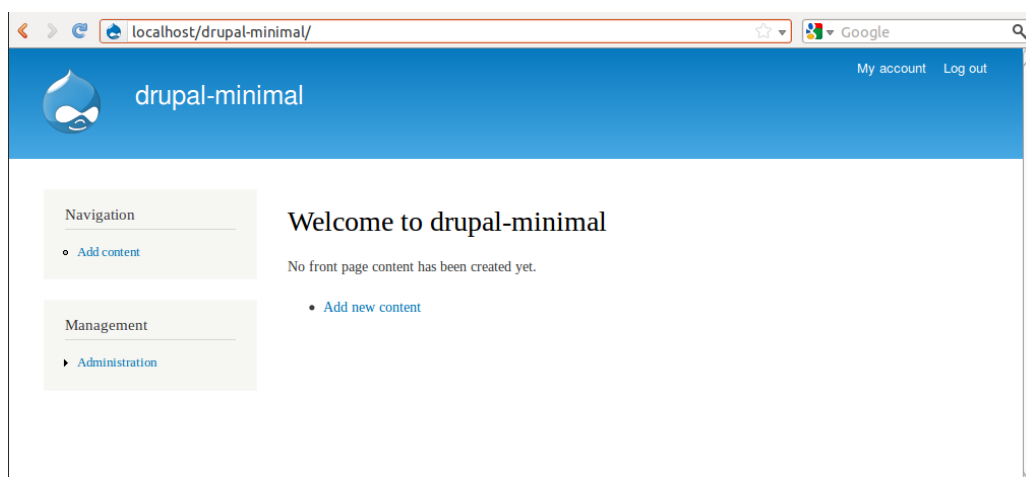 localhost/drupal-minimal/
Google
My account Log out
drupal-minimal
Navigation
Add content
Management
Administration
Welcome to drupal-minimal
No front page content has been created yet.
Add new content